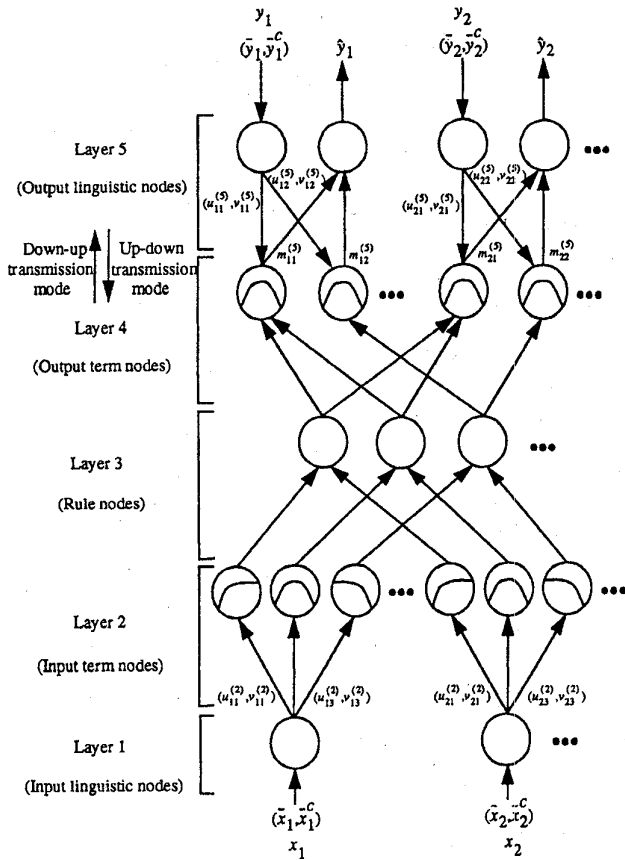 y₁ y₂
(ȳ₁,ȳ₁ᶜ) ŷ₁ (ȳ₂,ȳ₂ᶜ) ŷ₂
Layer 5
(Output linguistic nodes)
(u₁₂⁽⁵⁾,v₁₂⁽⁵⁾) (u₂₂⁽⁵⁾,v₂₂⁽⁵⁾)
(u₁₁⁽⁵⁾,v₁₁⁽⁵⁾) (u₂₁⁽⁵⁾,v₂₁⁽⁵⁾)
Down-up transmission mode
Up-down transmission mode
m₁₁⁽⁵⁾ m₁₂⁽⁵⁾ m₂₁⁽⁵⁾ m₂₂⁽⁵⁾
Layer 4
(Output term nodes)
Layer 3
(Rule nodes)
Layer 2
(Input term nodes)
(u₁₁⁽²⁾,v₁₁⁽²⁾) (u₁₃⁽²⁾,v₁₃⁽²⁾) (u₂₁⁽²⁾,v₂₁⁽²⁾) (u₂₃⁽²⁾,v₂₃⁽²⁾)
Layer 1
(Input linguistic nodes)
(x̄₁,x̄₁ᶜ) (x̄₂,x̄₂ᶜ)
x₁ x₂